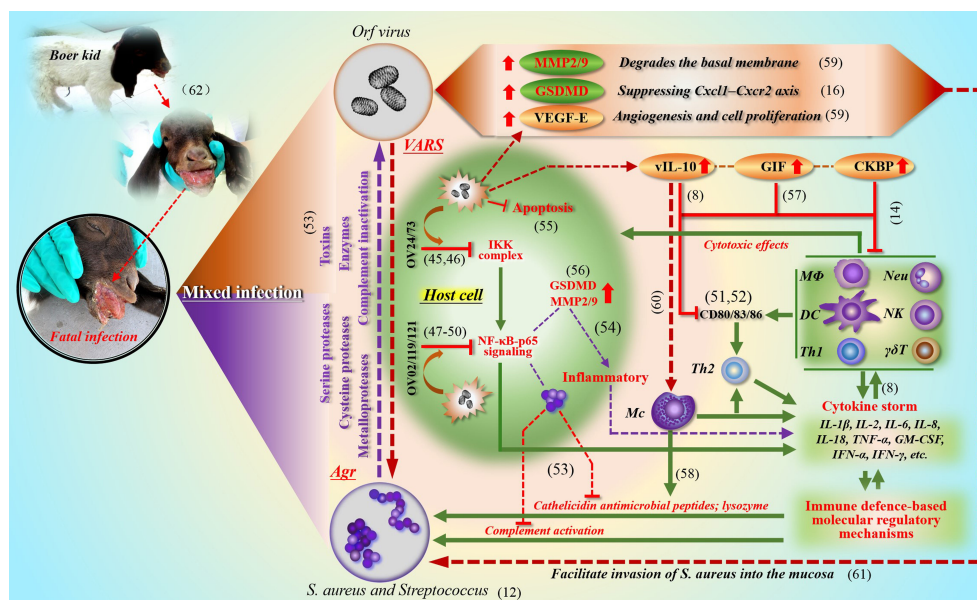 Boer kid
(62)
Fatal infection
Mixed infection
Orf virus
MMP2/9
Degrades the basal membrane
(59)
GSDMD
Suppressing Cxcl1–Cxcr2 axis
(16)
VEGF-E
Angiogenesis and cell proliferation
(59)
VARS
(53)
Toxins
Enzymes
Complement inactivation
Serine proteases
Cysteine proteases
Metalloproteases
vIL-10
GIF
CKBP
(8)
(57)
(14)
Apoptosis
(55)
OV24/73
(45,46)
IKK
complex
Host cell
(56)
GSDMD
MMP2/9
(54)
(47-50)
OV02/119/121
NF-κB-p65
signaling
Inflammatory
(60)
Cytotoxic effects
MΦ
Neu
DC
NK
Th1
γδT
(51,52)
CD80/83/86
Th2
Mc
(8)
Cytokine storm
IL-1β, IL-2, IL-6, IL-8,
IL-18, TNF-α, GM-CSF,
IFN-α, IFN-γ, etc.
(53)
(58)
Agr
Cathelicidin antimicrobial peptides; lysozyme
Complement activation
Immune defence-based
molecular regulatory
mechanisms
Facilitate invasion of S. aureus into the mucosa
(61)
S. aureus and Streptococcus (12)